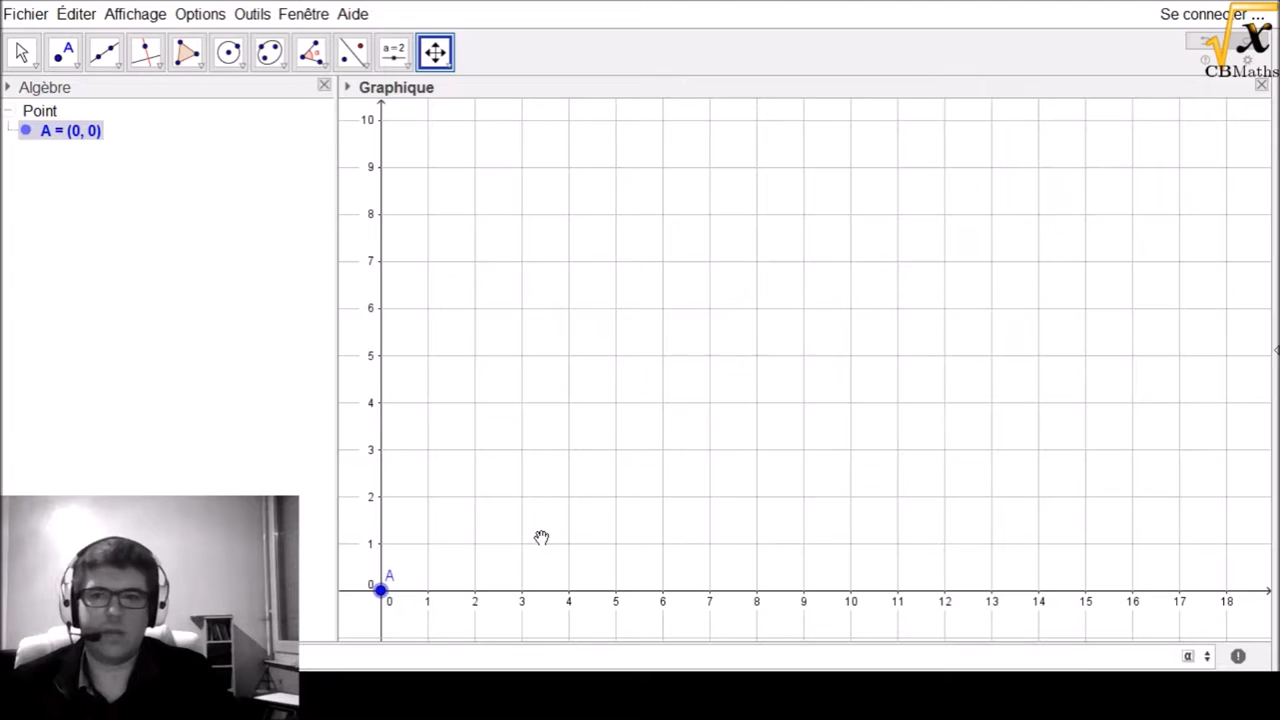 Fichier Éditer Affichage Options Outils Fenêtre Aide
Se connecter ...
A
a=2
x
CBMaths
Algèbre
Graphique
Point
A = (0, 0)
10
9
8
7
6
5
4
3
2
1
0
A
0 1 2 3 4 5 6 7 8 9 10 11 12 13 14 15 16 17 18
α